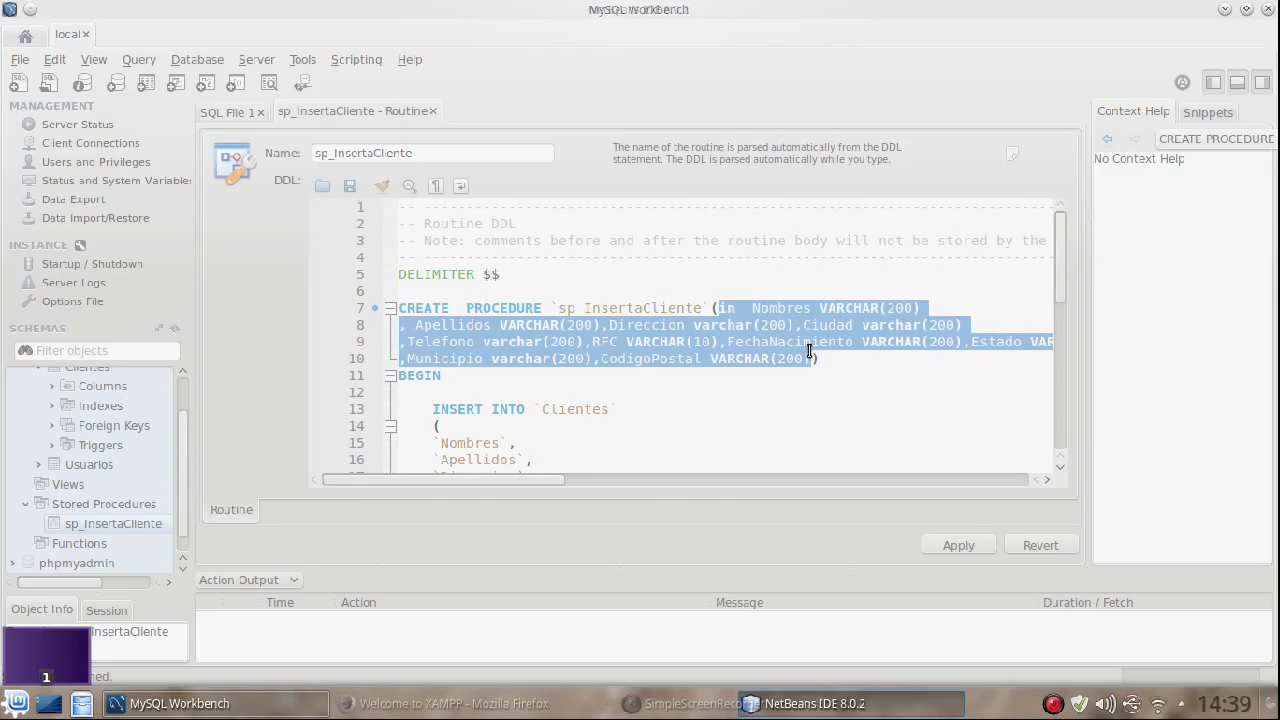 MySQL Workbench
local×
File Edit View Query Database Server Tools Scripting Help
MANAGEMENT
Server Status
Client Connections
Users and Privileges
Status and System Variables
Data Export
Data Import/Restore
INSTANCE
Startup / Shutdown
Server Logs
Options File
SCHEMAS
Filter objects
Clientes
Columns
Indexes
Foreign Keys
Triggers
Usuarios
Views
Stored Procedures
sp_InsertaCliente
Functions
phpmyadmin
Object Info Session
InsertaCliente
SQL File 1×
sp_InsertaCliente - Routine×
Name: sp_InsertaCliente
The name of the routine is parsed automatically from the DDL
statement. The DDL is parsed automatically while you type.
DDL:
1 -- ----------------------------------------------------------------------------
2 -- Routine DDL
3 -- Note: comments before and after the routine body will not be stored by the
4 -- ----------------------------------------------------------------------------
5 DELIMITER $$
6
7 CREATE  PROCEDURE `sp_InsertaCliente`(in  Nombres VARCHAR(200)
8 , Apellidos VARCHAR(200),Direccion varchar(200),Ciudad varchar(200)
9 ,Telefono varchar(200),RFC VARCHAR(10),FechaNacimiento VARCHAR(200),Estado VAR
10 ,Municipio varchar(200),CodigoPostal VARCHAR(200))
11 BEGIN
12
13 INSERT INTO `Clientes`
14 (
15 `Nombres`,
16 `Apellidos`,
Routine
Apply Revert
Context Help Snippets
CREATE PROCEDURE
No Context Help
Action Output
Time Action Message Duration / Fetch
1
MySQL Workbench
Welcome to XAMPP - Mozilla Firefox
SimpleScreenRecorder
NetBeans IDE 8.0.2
14:39